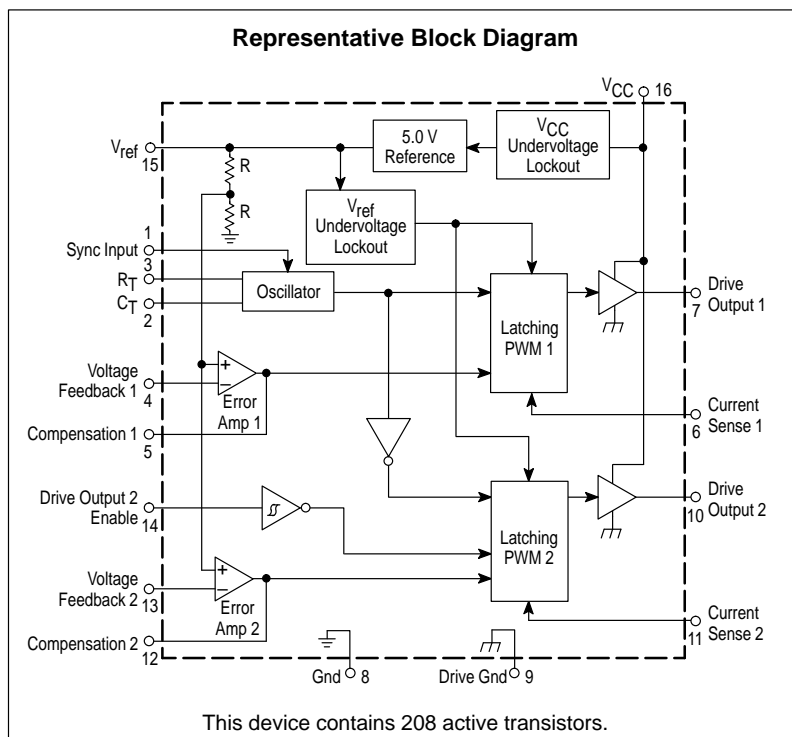 Representative Block Diagram
VCC
16
5.0 V
Reference
VCC
Undervoltage
Lockout
Vref
15
R
R
Vref
Undervoltage
Lockout
1
Sync Input
3
RT
CT
2
Oscillator
Latching
PWM 1
Drive
Output 1
7
Voltage
Feedback 1
4
+
–
Error
Amp 1
Compensation 1
5
Current
Sense 1
6
Drive Output 2
Enable
14
Latching
PWM 2
Drive
Output 2
10
Voltage
Feedback 2
13
+
–
Error
Amp 2
Compensation 2
12
Current
Sense 2
11
Gnd
8
Drive Gnd
9
This device contains 208 active transistors.